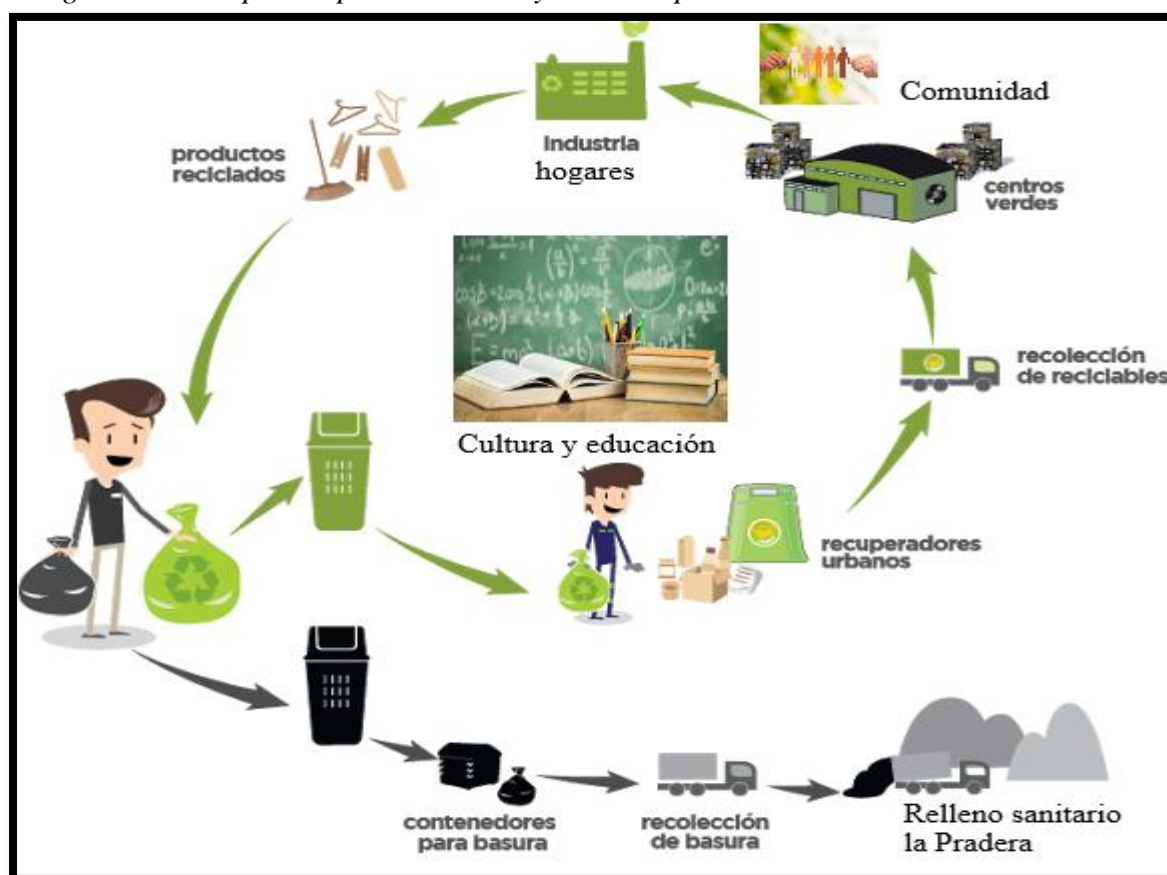 Comunidad
industria
hogares
productos
reciclados
centros
verdes
recolección
de reciclables
Cultura y educación
recuperadores
urbanos
contenedores
para basura
recolección
de basura
Relleno sanitario
la Pradera